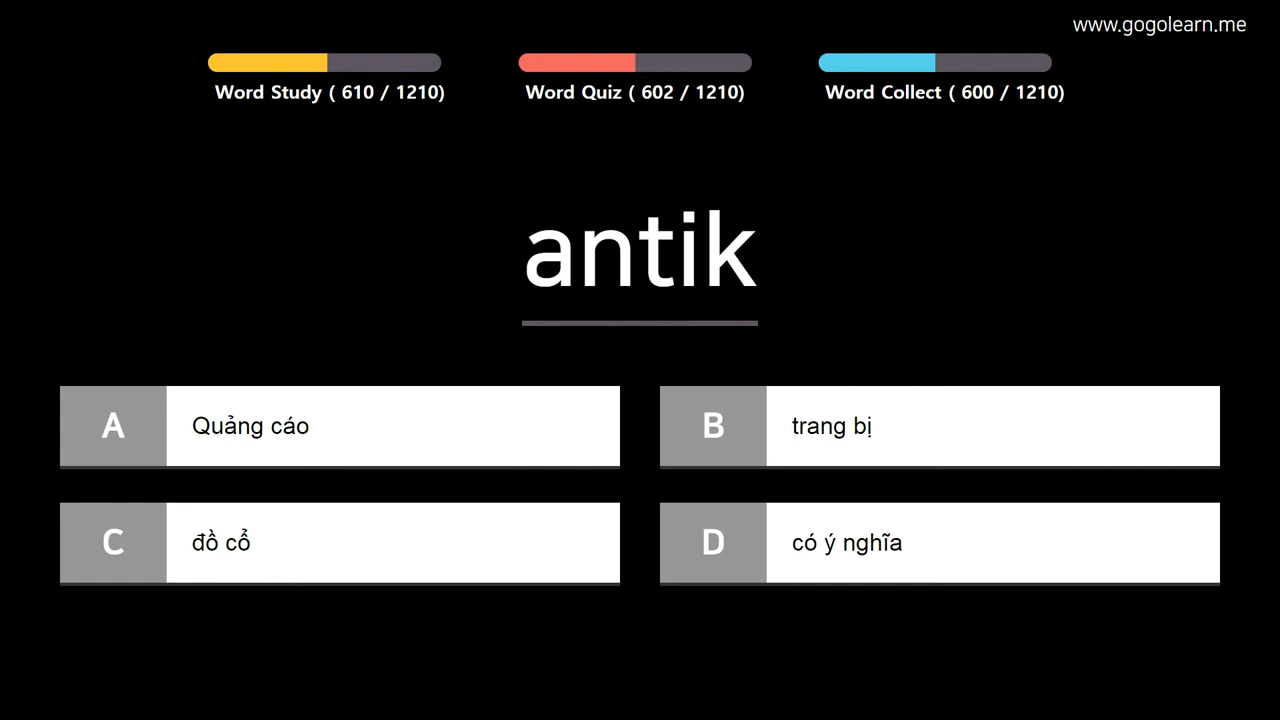 www.gogolearn.me
Word Study ( 610 / 1210)
Word Quiz ( 602 / 1210)
Word Collect ( 600 / 1210)
antik
A
Quảng cáo
B
trang bị
C
đồ cổ
D
có ý nghĩa